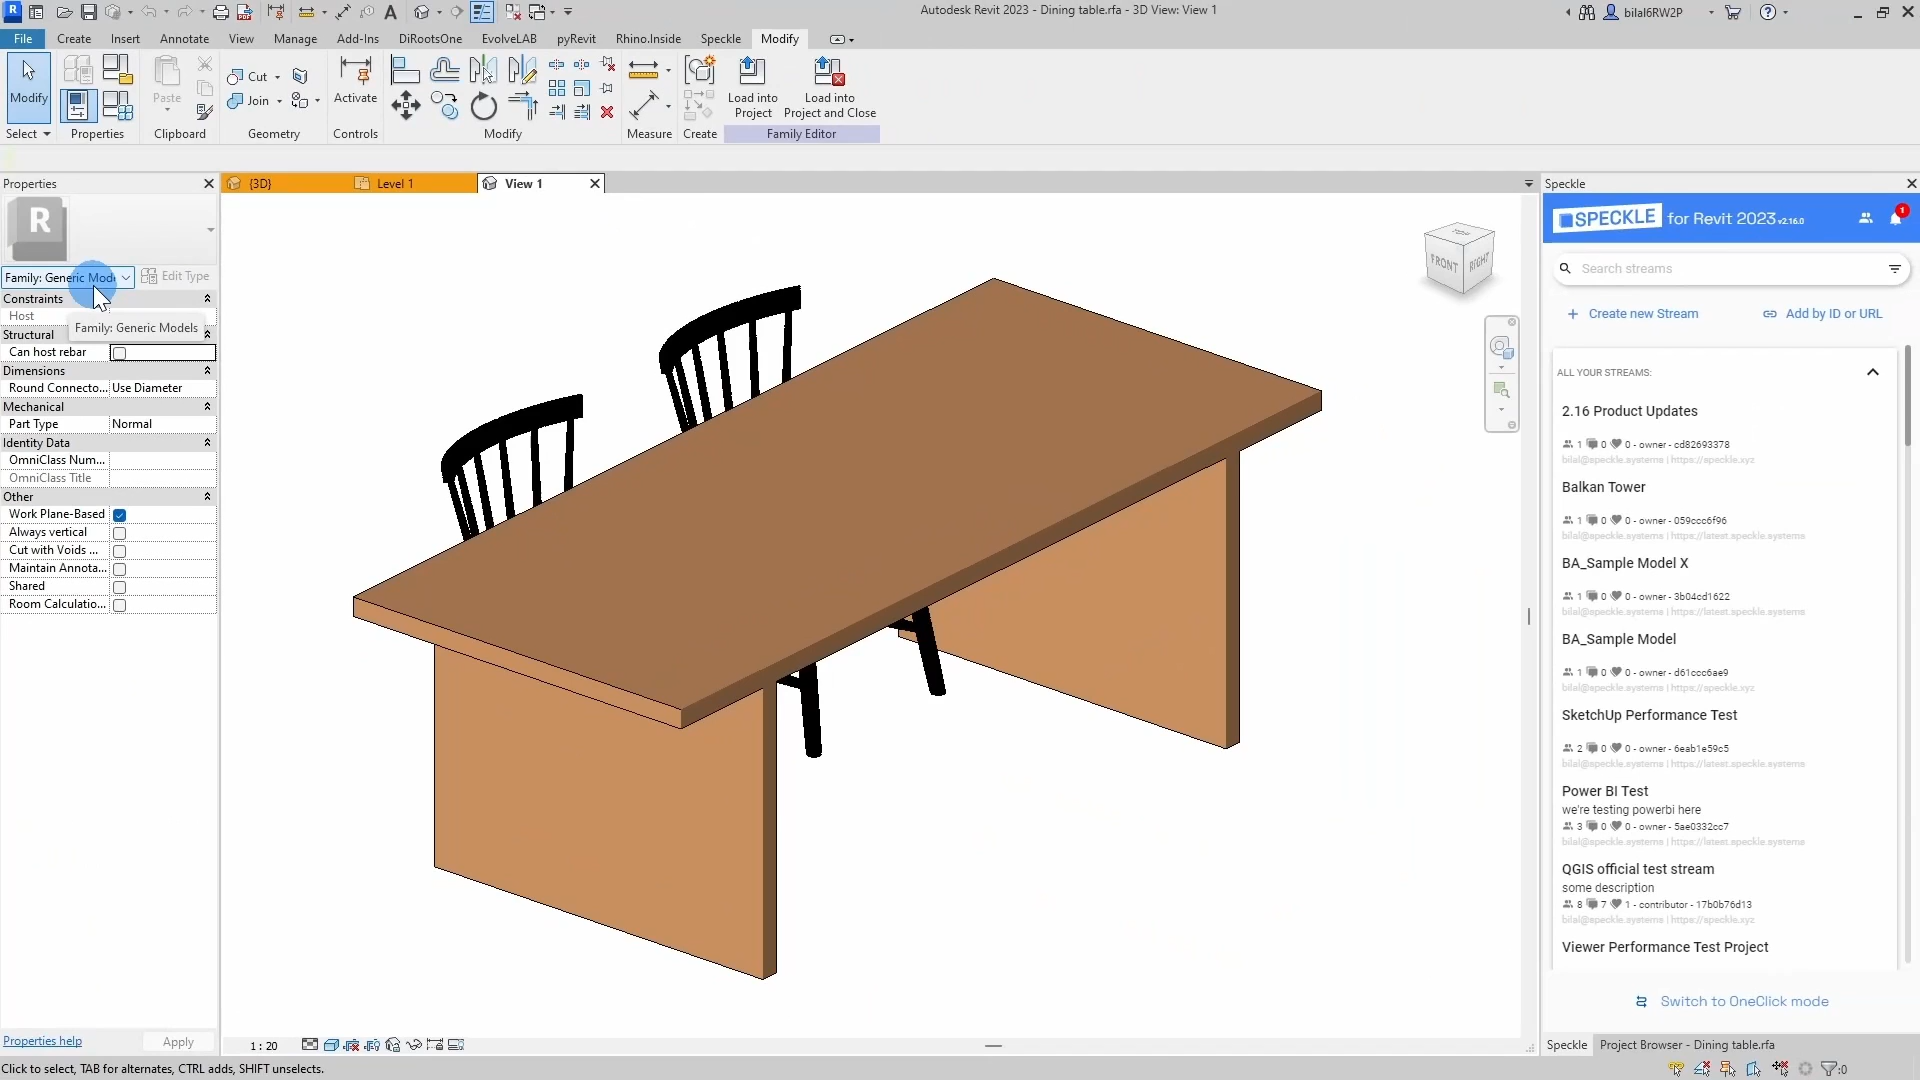 Autodesk Revit 2023 - Dining table.rfa - 3D View: View 1
bilal6RW2P
File Create Insert Annotate View Manage Add-Ins DiRootsOne EvolveLAB pyRevit Rhino.Inside Speckle Modify
Modify
Paste
Cut
Join
Activate
Load into Project
Load into Project and Close
Select Properties Clipboard Geometry Controls Modify Measure Create Family Editor
Properties
{3D}
Level 1
View 1
R
Family: Generic Mod
Edit Type
Constraints
Host
Family: Generic Models
Structural
Can host rebar
Dimensions
Round Connecto... Use Diameter
Mechanical
Part Type Normal
Identity Data
OmniClass Num...
OmniClass Title
Other
Work Plane-Based
Always vertical
Cut with Voids ...
Maintain Annota...
Shared
Room Calculatio...
Properties help
Apply
TOP
FRONT
RIGHT
1 : 20
Click to select, TAB for alternates, CTRL adds, SHIFT unselects.
Speckle
SPECKLE for Revit 2023 v2.16.0
1
Search streams
+ Create new Stream
Add by ID or URL
ALL YOUR STREAMS:
2.16 Product Updates
1 0 0 - owner - cd82693378
bilal@speckle.systems | https://speckle.xyz
Balkan Tower
1 0 0 - owner - 059ccc6f96
bilal@speckle.systems | https://latest.speckle.systems
BA_Sample Model X
1 0 0 - owner - 3b04cd1622
bilal@speckle.systems | https://latest.speckle.systems
BA_Sample Model
1 0 0 - owner - d61ccc6ae9
bilal@speckle.systems | https://speckle.xyz
SketchUp Performance Test
2 0 0 - owner - 6eab1e59c5
bilal@speckle.systems | https://latest.speckle.systems
Power BI Test
we're testing powerbi here
3 0 0 - owner - 5ae0332cc7
bilal@speckle.systems | https://latest.speckle.systems
QGIS official test stream
some description
8 7 1 - contributor - 17b0b76d13
bilal@speckle.systems | https://speckle.xyz
Viewer Performance Test Project
Switch to OneClick mode
Speckle
Project Browser - Dining table.rfa
:0